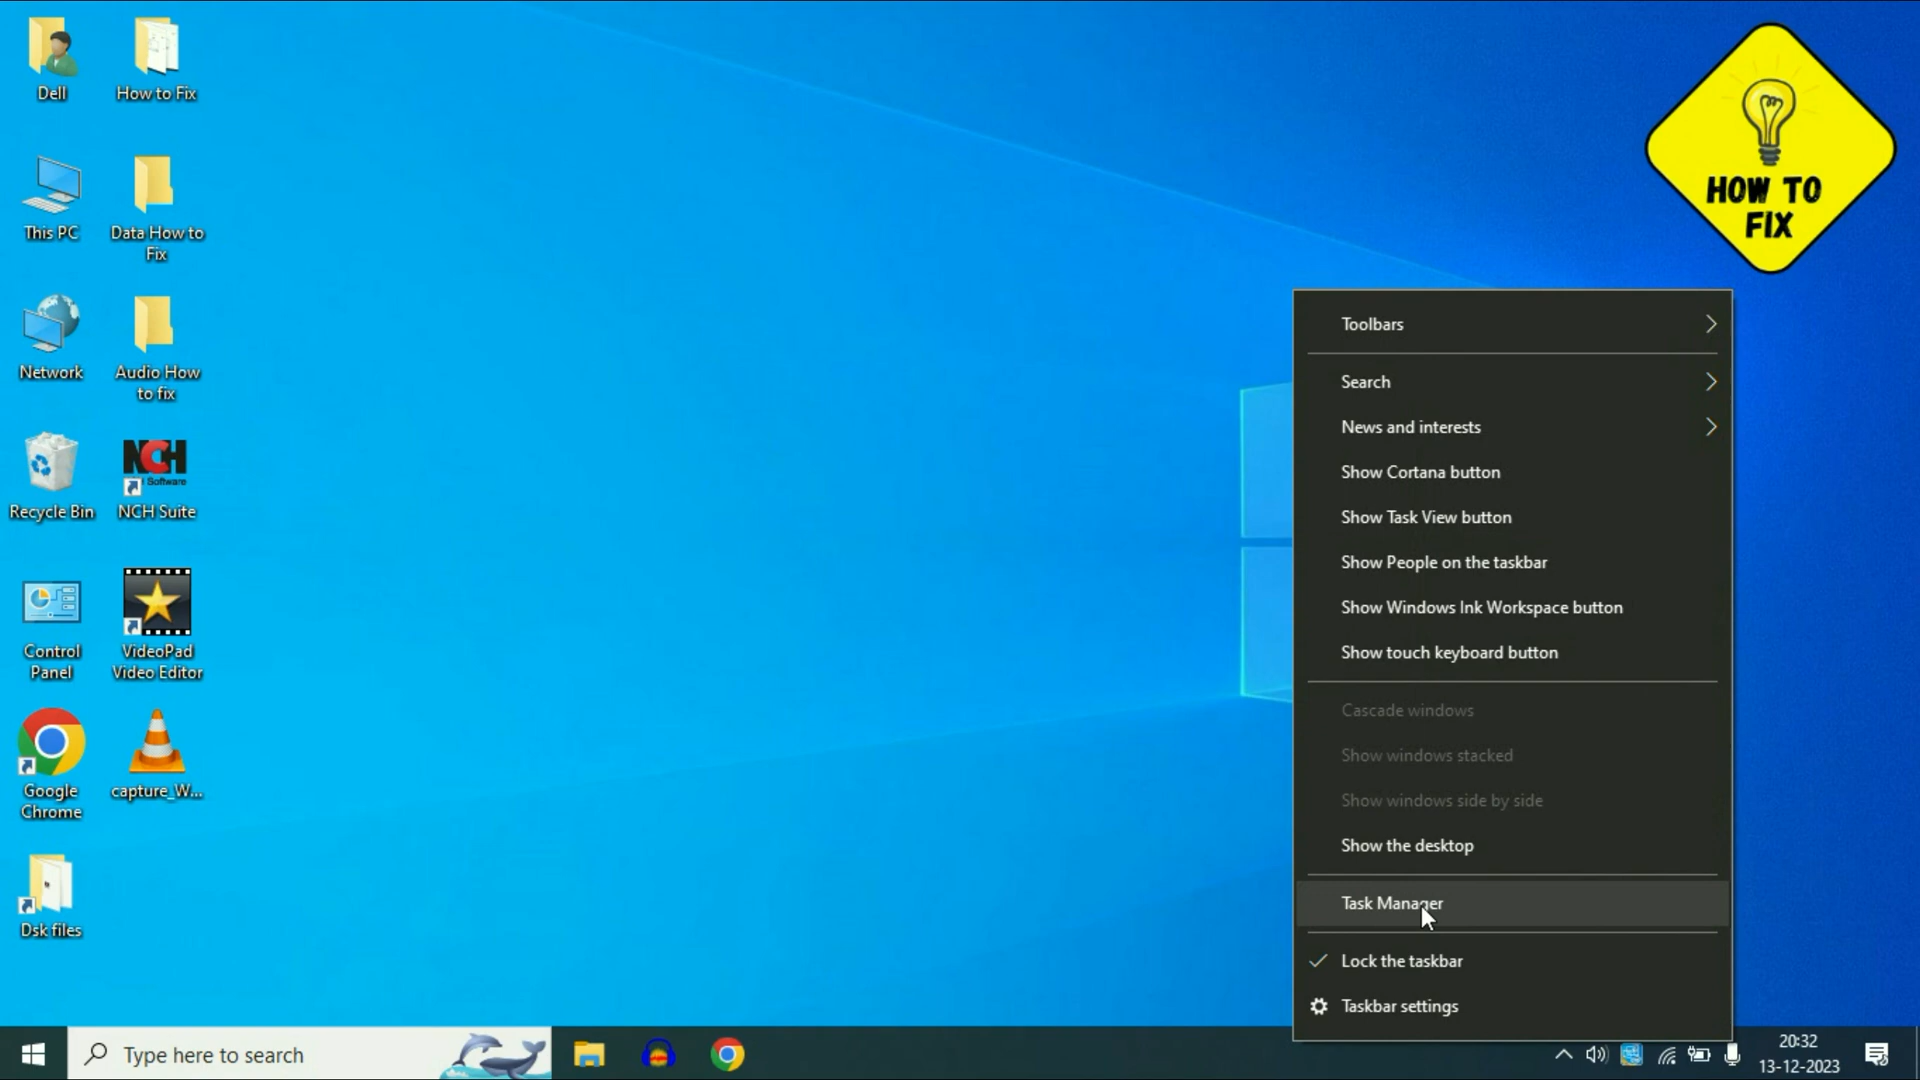 Dell
How to Fix
This PC
Data How to
Fix
Network
Audio How
to fix
Recycle Bin
NCH
Software
NCH Suite
Control
Panel
VideoPad
Video Editor
Google
Chrome
capture_W...
Dsk files
HOW TO
FIX
Toolbars
Search
News and interests
Show Cortana button
Show Task View button
Show People on the taskbar
Show Windows Ink Workspace button
Show touch keyboard button
Cascade windows
Show windows stacked
Show windows side by side
Show the desktop
Task Manager
Lock the taskbar
Taskbar settings
Type here to search
20:32
13-12-2023